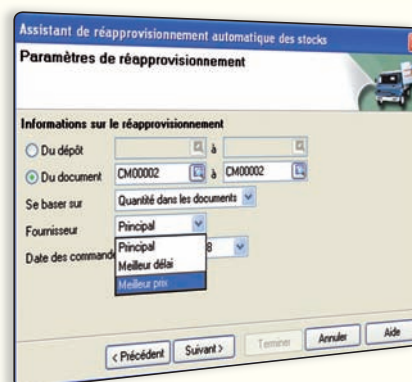 Assistant de réapprovisionnement automatique des stocks
Paramètres de réapprovisionnement
Informations sur le réapprovisionnement
Du dépôt à
Du document CM00002 à CM00002
Se baser sur Quantité dans les documents
Fournisseur Principal
Principal
Date des commande 8
Meilleur délai
Meilleur prix
< Précédent Suivant > Terminer Annuler Aide